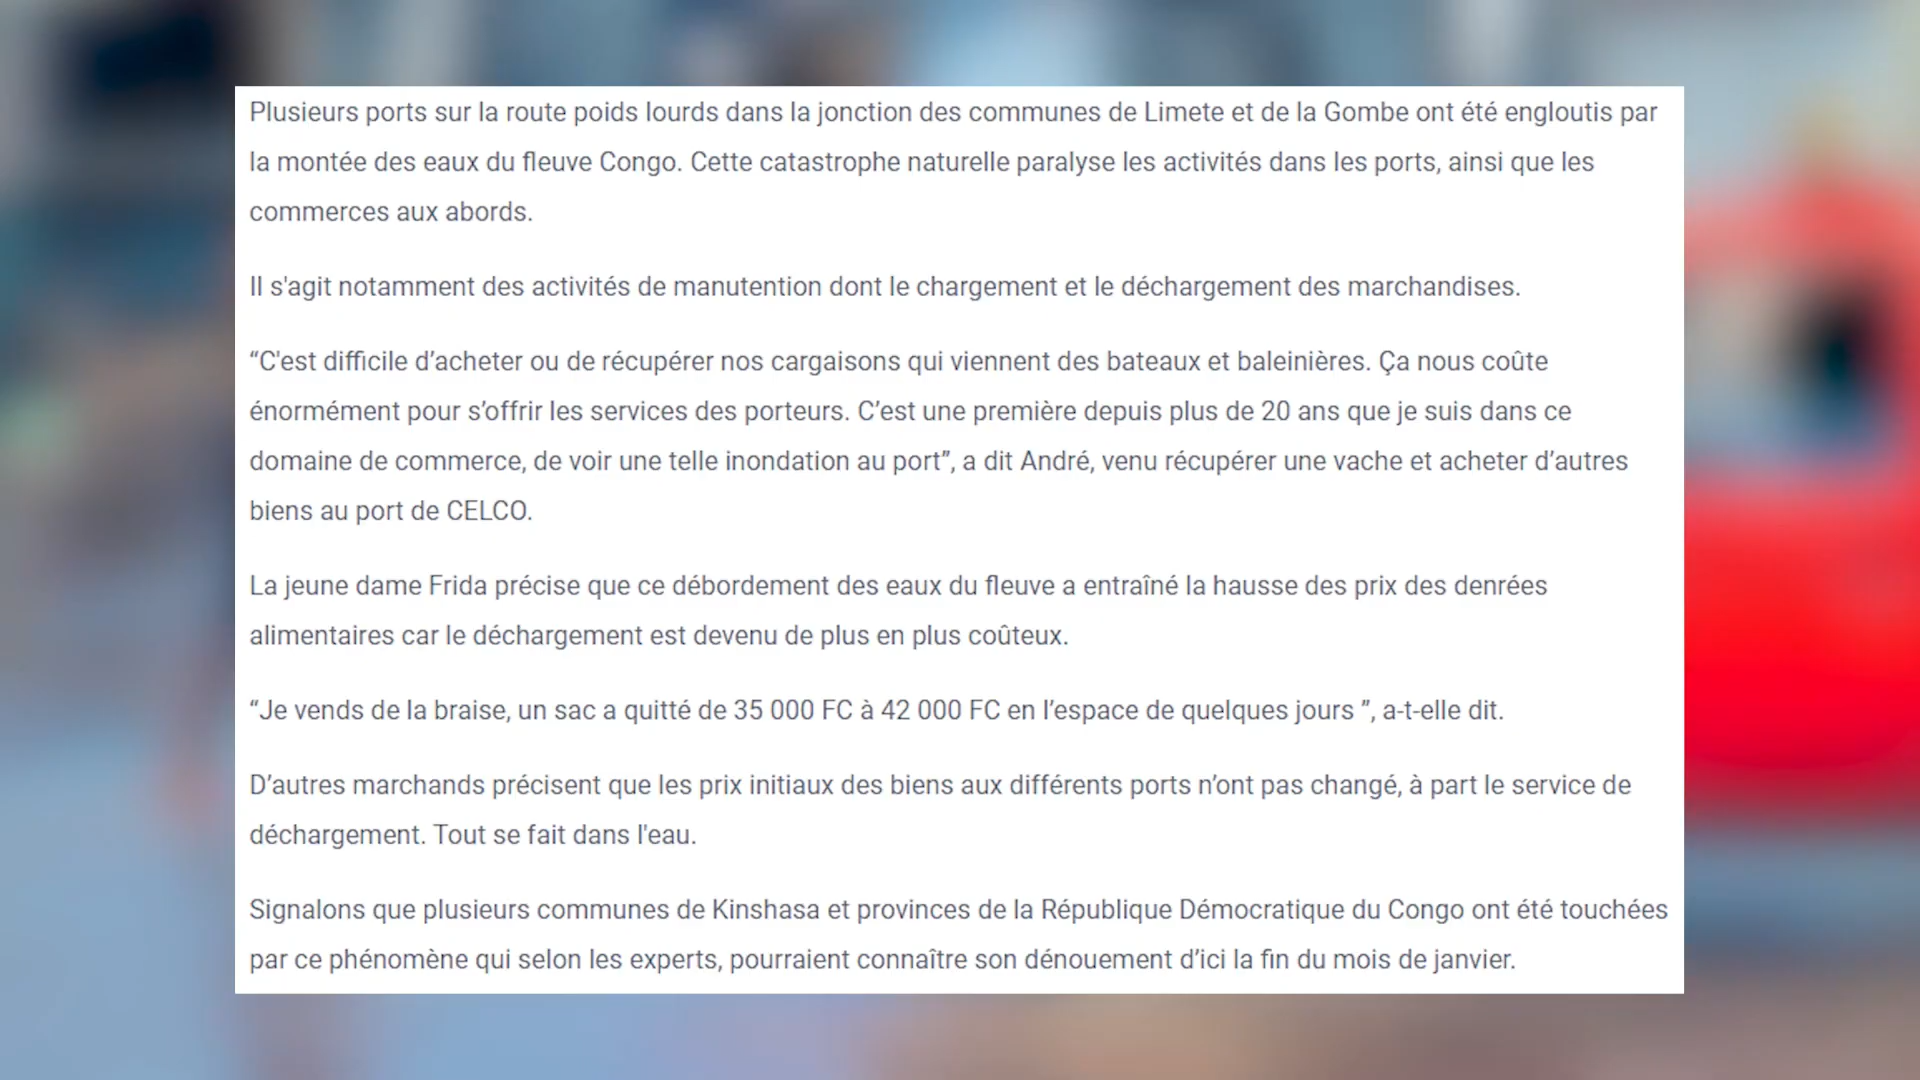 Plusieurs ports sur la route poids lourds dans la jonction des communes de Limete et de la Gombe ont été engloutis par
la montée des eaux du fleuve Congo. Cette catastrophe naturelle paralyse les activités dans les ports, ainsi que les
commerces aux abords.
Il s'agit notamment des activités de manutention dont le chargement et le déchargement des marchandises.
“C'est difficile d’acheter ou de récupérer nos cargaisons qui viennent des bateaux et baleinières. Ça nous coûte
énormément pour s’offrir les services des porteurs. C’est une première depuis plus de 20 ans que je suis dans ce
domaine de commerce, de voir une telle inondation au port”, a dit André, venu récupérer une vache et acheter d’autres
biens au port de CELCO.
La jeune dame Frida précise que ce débordement des eaux du fleuve a entraîné la hausse des prix des denrées
alimentaires car le déchargement est devenu de plus en plus coûteux.
“Je vends de la braise, un sac a quitté de 35 000 FC à 42 000 FC en l’espace de quelques jours ”, a-t-elle dit.
D’autres marchands précisent que les prix initiaux des biens aux différents ports n’ont pas changé, à part le service de
déchargement. Tout se fait dans l'eau.
Signalons que plusieurs communes de Kinshasa et provinces de la République Démocratique du Congo ont été touchées
par ce phénomène qui selon les experts, pourraient connaître son dénouement d’ici la fin du mois de janvier.